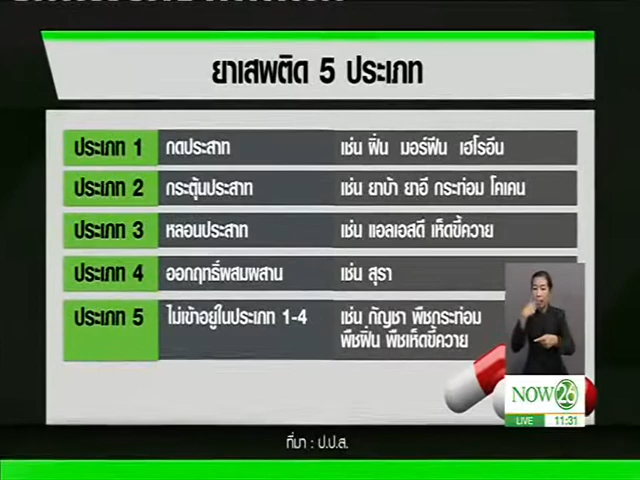 ยาเสพติด 5 ประเภท
ประเภท 1 กดประสาท เช่น ฝิ่น มอร์ฟีน เฮโรอีน
ประเภท 2 กระตุ้นประสาท เช่น ยาบ้า ยาอี กระท่อม โคเคน
ประเภท 3 หลอนประสาท เช่น แอลเอสดี เห็ดขี้ควาย
ประเภท 4 ออกฤทธิ์ผสมผสาน เช่น สุรา
ประเภท 5 ไม่เข้าอยู่ในประเภท 1-4 เช่น กัญชา พืชกระท่อม
พืชฝิ่น พืชเห็ดขี้ควาย
NOW26
LIVE 11:31
ที่มา : ป.ป.ส.